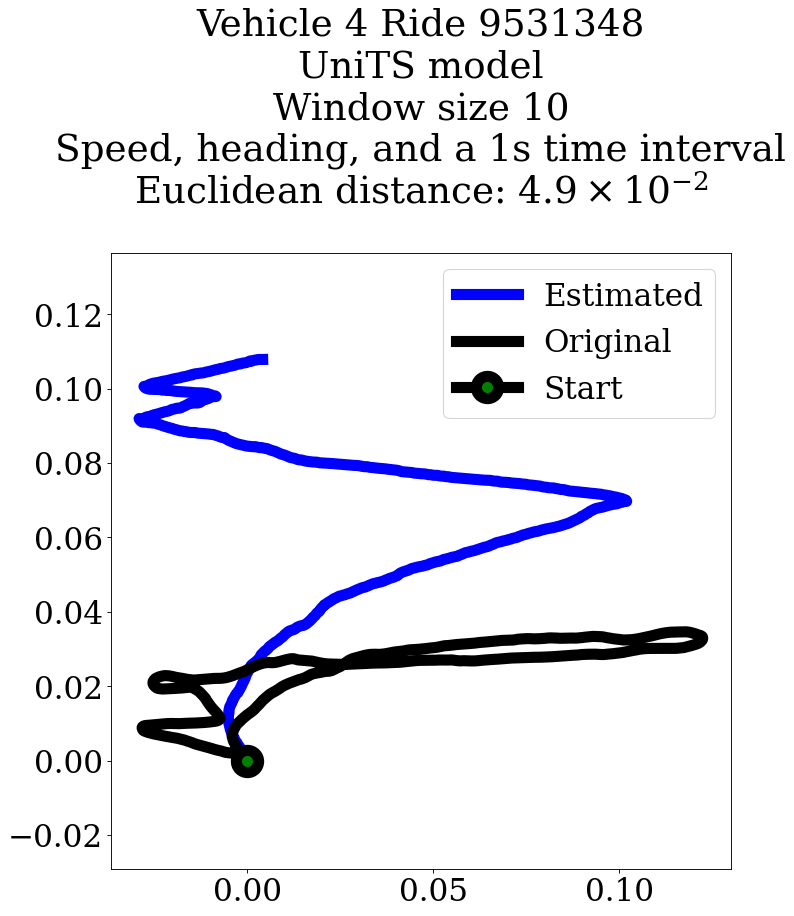 Vehicle 4 Ride 9531348
UniTS model
Window size 10
Speed, heading, and a 1s time interval
Euclidean distance: 4.9 × 10⁻²
Estimated
Original
Start
0.12
0.10
0.08
0.06
0.04
0.02
0.00
−0.02
0.00 0.05 0.10